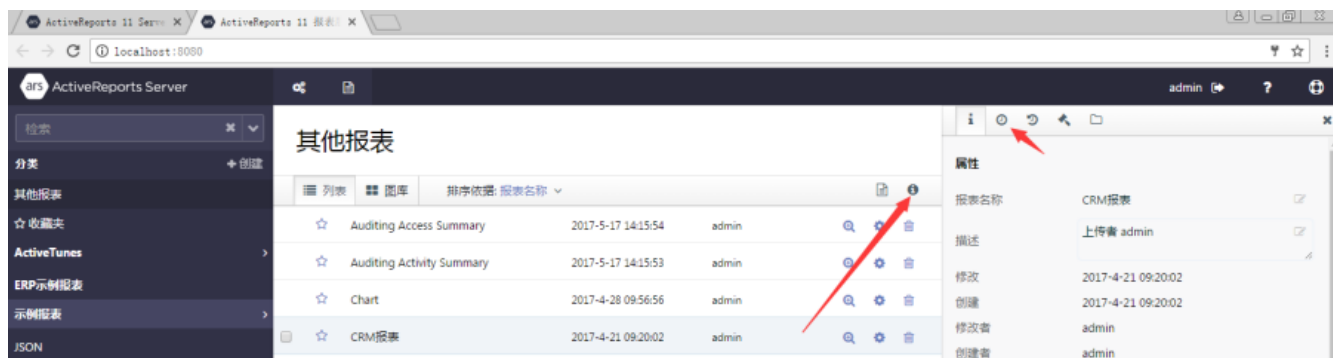 ActiveReports 11 Serve
ActiveReports 11 报表
localhost:8080
ars ActiveReports Server
admin
?
检索
分类
创建
其他报表
收藏夹
ActiveTunes
ERP示例报表
示例报表
JSON
其他报表
列表 图库 排序依据: 报表名称
Auditing Access Summary 2017-5-17 14:15:54 admin
Auditing Activity Summary 2017-5-17 14:15:53 admin
Chart 2017-4-28 09:56:56 admin
CRM报表 2017-4-21 09:20:02 admin
属性
报表名称 CRM报表
描述 上传者 admin
修改 2017-4-21 09:20:02
创建 2017-4-21 09:20:02
修改者 admin
创建者 admin